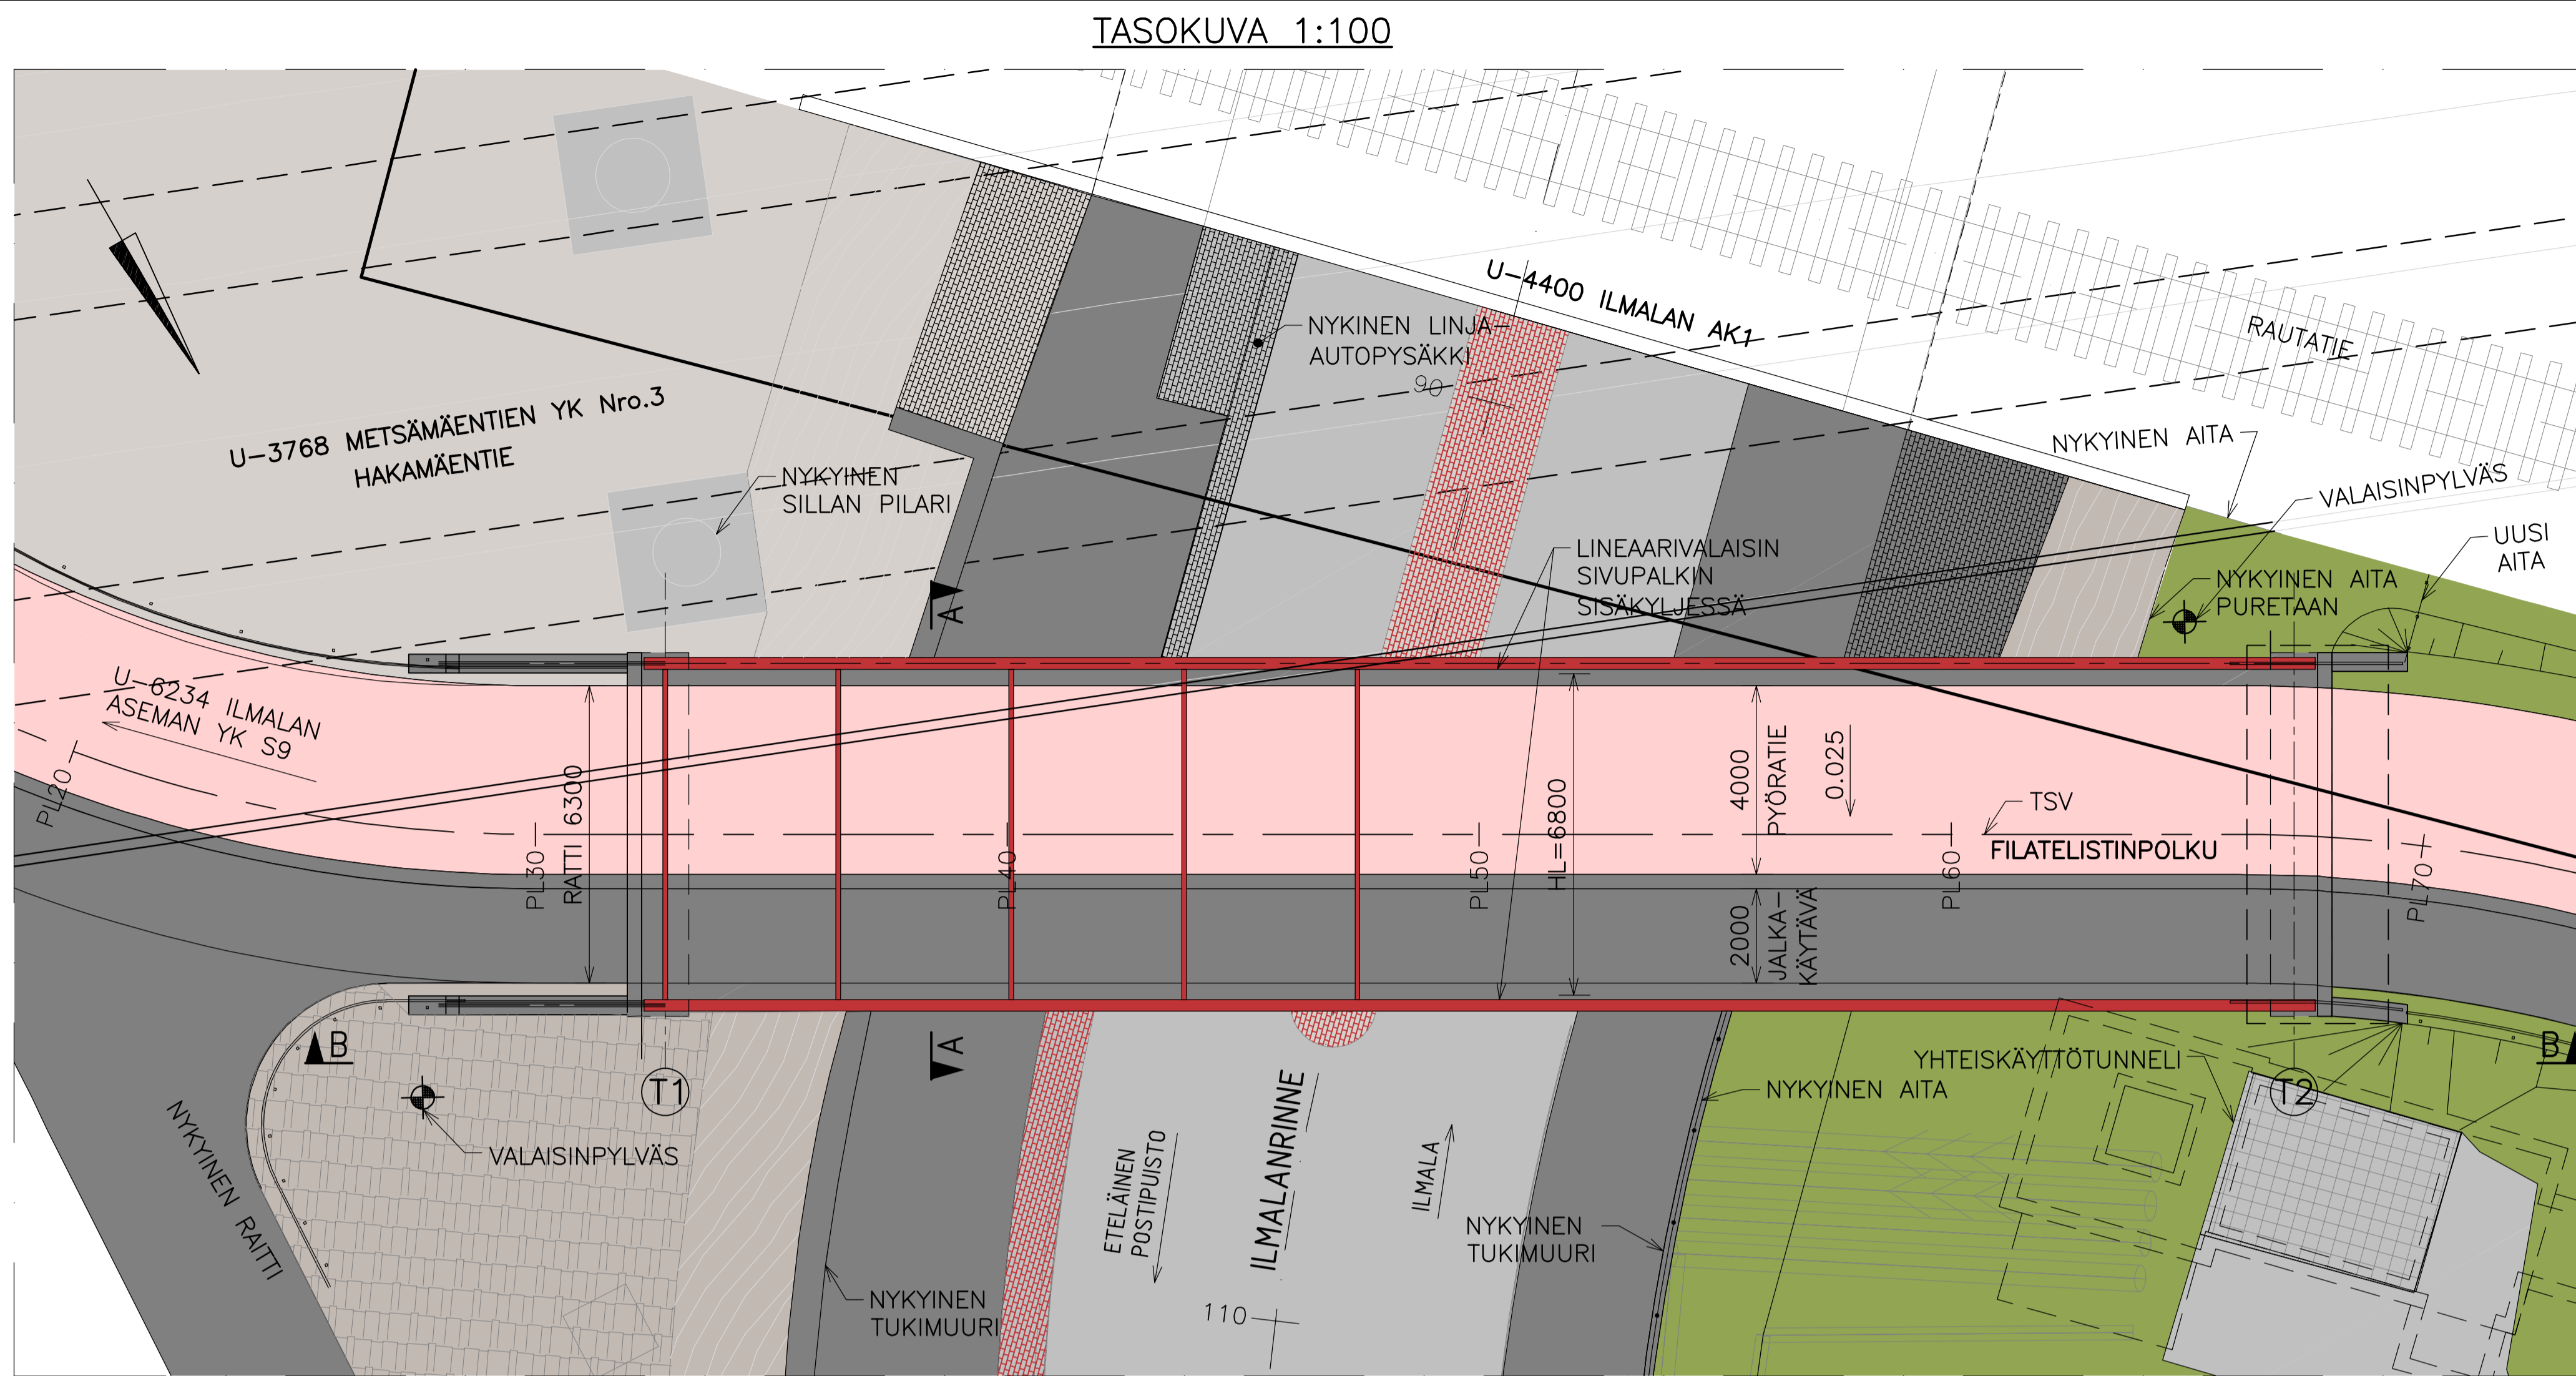 TASOKUVA 1:100
U-4400 ILMALAN AK1
RAUTATIE
NYKINEN LINJA-
AUTOPYSÄKKI
90
U-3768 METSÄMÄENTIEN YK Nro.3
HAKAMÄENTIE
NYKYINEN
SILLAN PILARI
NYKYINEN AITA
VALAISINPYLVÄS
UUSI
AITA
LINEAARIVALAISIN
SIVUPALKIN
SISÄKYLJESSÄ
NYKYINEN AITA
PURETAAN
A
U-6234 ILMALAN
ASEMAN YK S9
PL20
PL30
RATTI 6300
PL40
PL50
HL=6800
4000
PYÖRATIE
0.025
2000
JALKA-
KÄYTÄVÄ
PL60
TSV
FILATELISTINPOLKU
PL70
B
A
B
T1
T2
VALAISINPYLVÄS
NYKYINEN RAITTI
NYKYINEN
TUKIMUURI
ETELÄINEN
POSTIPUISTO
ILMALANRINNE
110
ILMALA
NYKYINEN
TUKIMUURI
NYKYINEN AITA
YHTEISKÄYTTÖTUNNELI